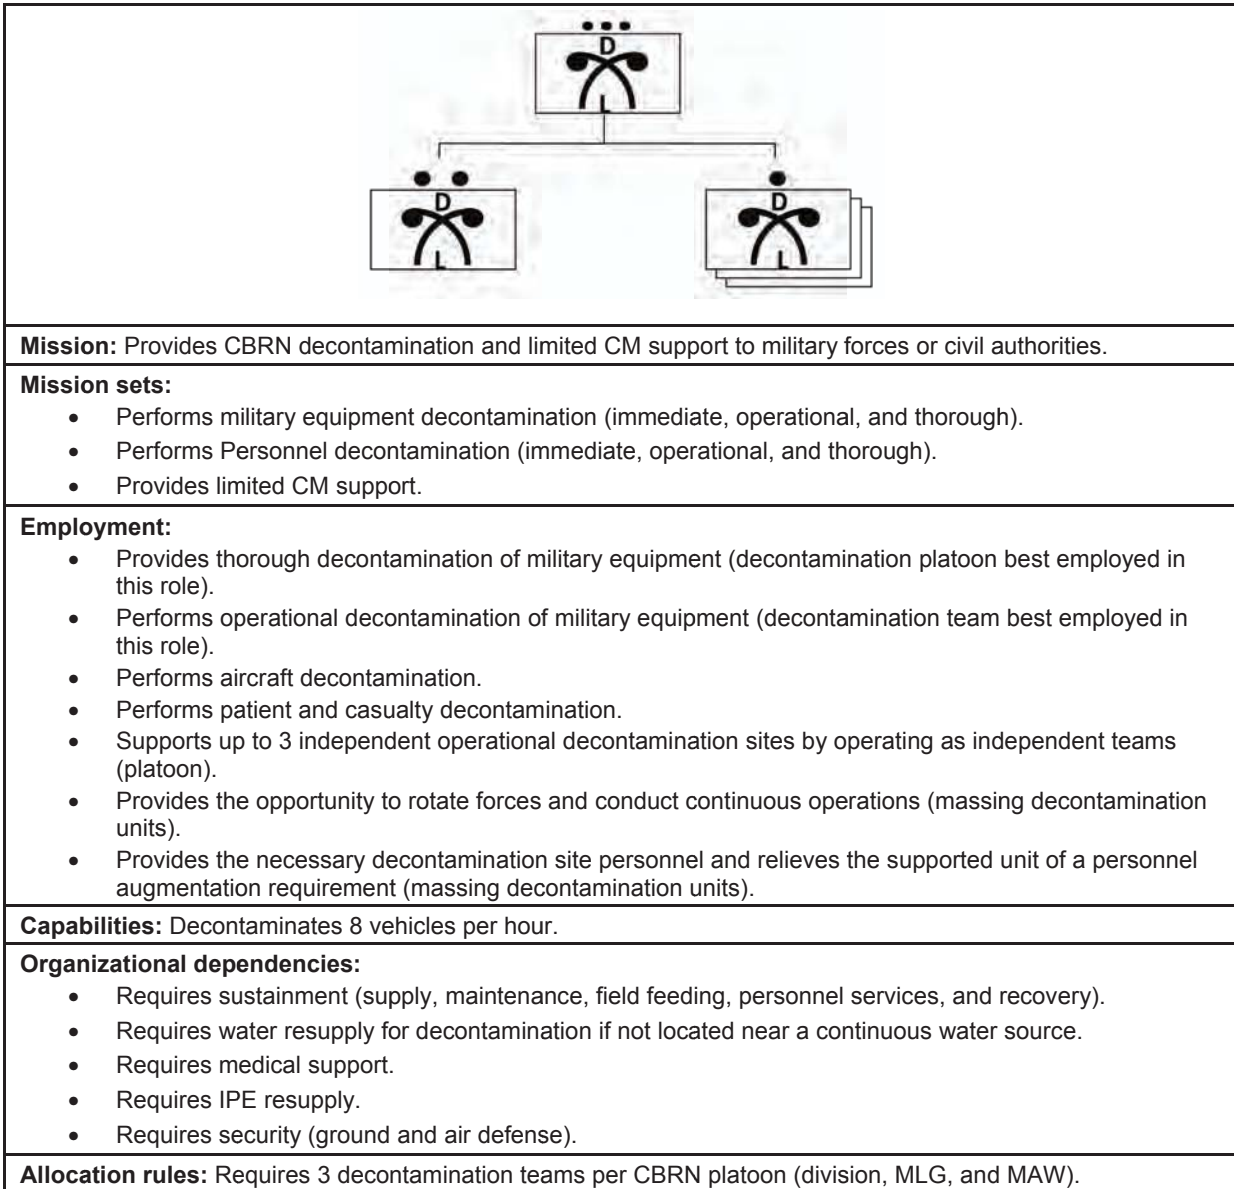 D
L
D
L
D
L
Mission: Provides CBRN decontamination and limited CM support to military forces or civil authorities.
Mission sets:
• Performs military equipment decontamination (immediate, operational, and thorough).
• Performs Personnel decontamination (immediate, operational, and thorough).
• Provides limited CM support.
Employment:
• Provides thorough decontamination of military equipment (decontamination platoon best employed in
this role).
• Performs operational decontamination of military equipment (decontamination team best employed in
this role).
• Performs aircraft decontamination.
• Performs patient and casualty decontamination.
• Supports up to 3 independent operational decontamination sites by operating as independent teams
(platoon).
• Provides the opportunity to rotate forces and conduct continuous operations (massing decontamination
units).
• Provides the necessary decontamination site personnel and relieves the supported unit of a personnel
augmentation requirement (massing decontamination units).
Capabilities: Decontaminates 8 vehicles per hour.
Organizational dependencies:
• Requires sustainment (supply, maintenance, field feeding, personnel services, and recovery).
• Requires water resupply for decontamination if not located near a continuous water source.
• Requires medical support.
• Requires IPE resupply.
• Requires security (ground and air defense).
Allocation rules: Requires 3 decontamination teams per CBRN platoon (division, MLG, and MAW).